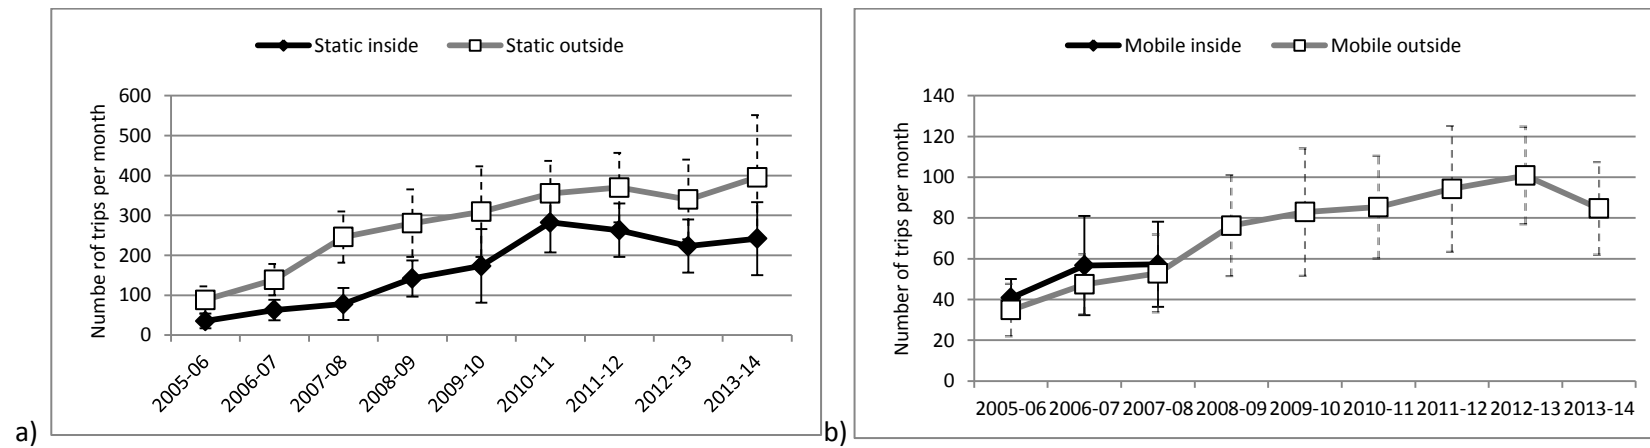 Static inside Static outside
Numbe rof trips per month
600
500
400
300
200
100
0
2005-06 2006-07 2007-08 2008-09 2009-10 2010-11 2011-12 2012-13 2013-14
a)
Mobile inside Mobile outside
Number of trips per month
140
120
100
80
60
40
20
0
2005-06 2006-07 2007-08 2008-09 2009-10 2010-11 2011-12 2012-13 2013-14
b)